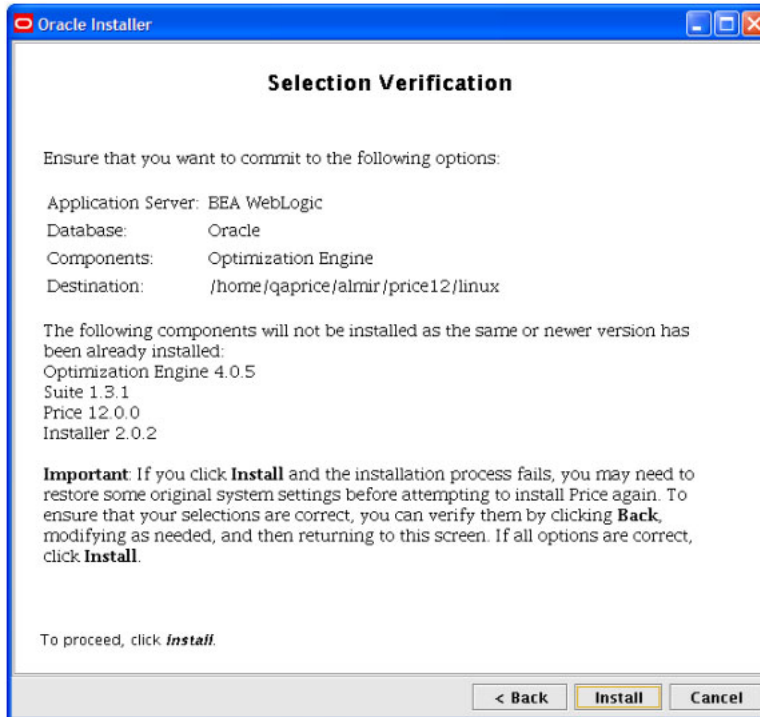 Oracle Installer
Selection Verification
Ensure that you want to commit to the following options:
Application Server: BEA WebLogic
Database: Oracle
Components: Optimization Engine
Destination: /home/qaprice/almir/price12/linux
The following components will not be installed as the same or newer version has
been already installed:
Optimization Engine 4.0.5
Suite 1.3.1
Price 12.0.0
Installer 2.0.2
Important: If you click Install and the installation process fails, you may need to
restore some original system settings before attempting to install Price again. To
ensure that your selections are correct, you can verify them by clicking Back,
modifying as needed, and then returning to this screen. If all options are correct,
click Install.
To proceed, click Install.
< Back Install Cancel